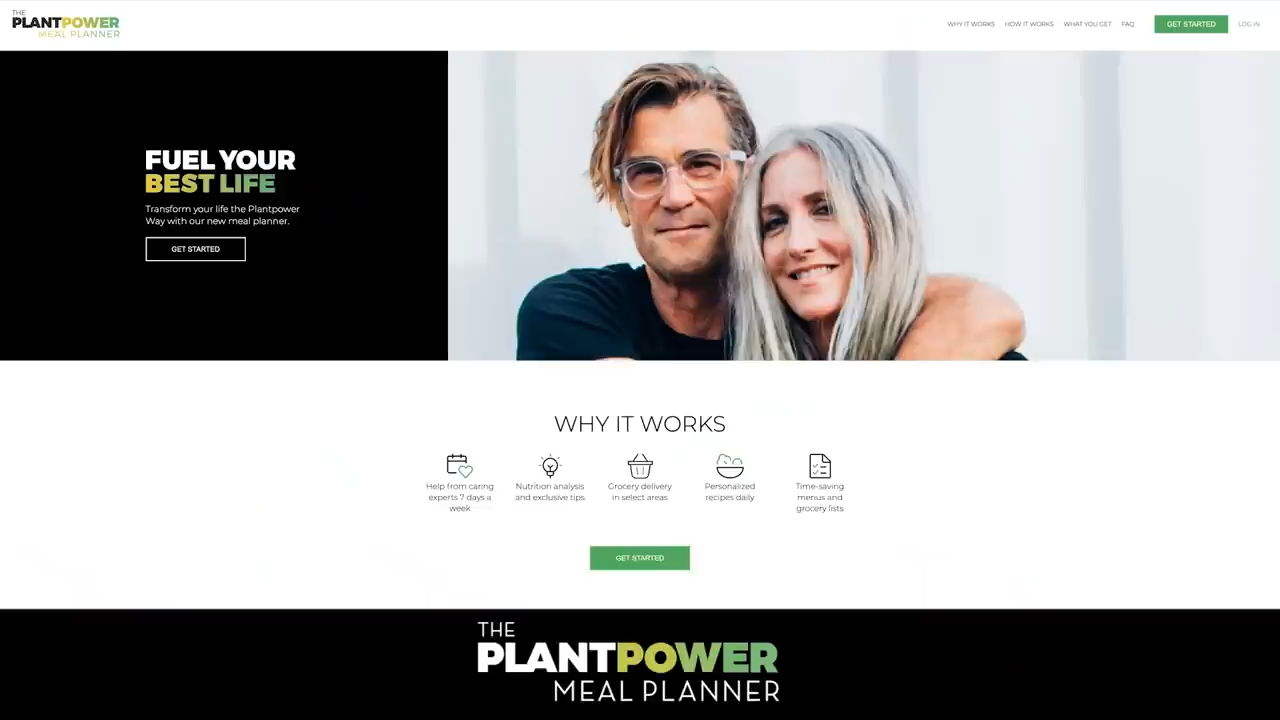 THE
PLANTPOWER
MEAL PLANNER
WHY IT WORKS
HOW IT WORKS
WHAT YOU GET
FAQ
GET STARTED
LOG IN
FUEL YOUR
BEST LIFE
Transform your life the Plantpower
Way with our new meal planner.
GET STARTED
WHY IT WORKS
Help from caring
experts 7 days a
week
Nutrition analysis
and exclusive tips
Grocery delivery
in select areas
Personalized
recipes daily
Time-saving
menus and
grocery lists
GET STARTED
THE
PLANTPOWER
MEAL PLANNER